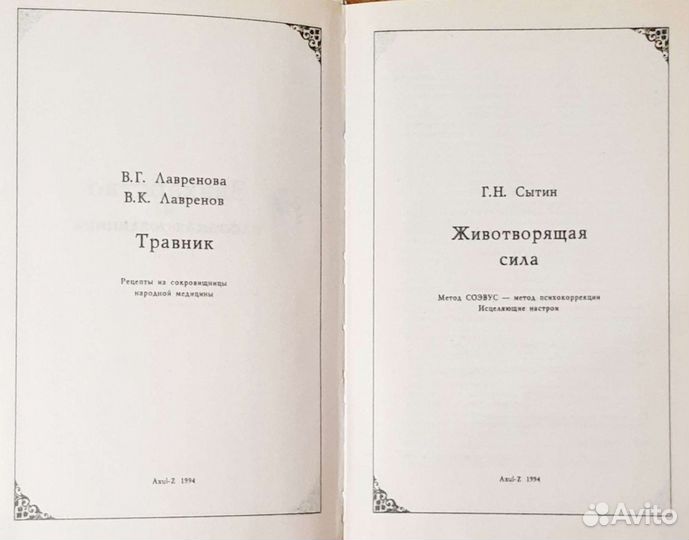 В.Г. Лавренова
В.К. Лавренов
Травник
Рецепты из сокровищницы
народной медицины
Axul-Z 1994
Г.Н. Сытин
Животворящая
сила
Метод СОЭВУС — метод психокоррекции
Исцеляющие настрои
Axul-Z 1994
Avito